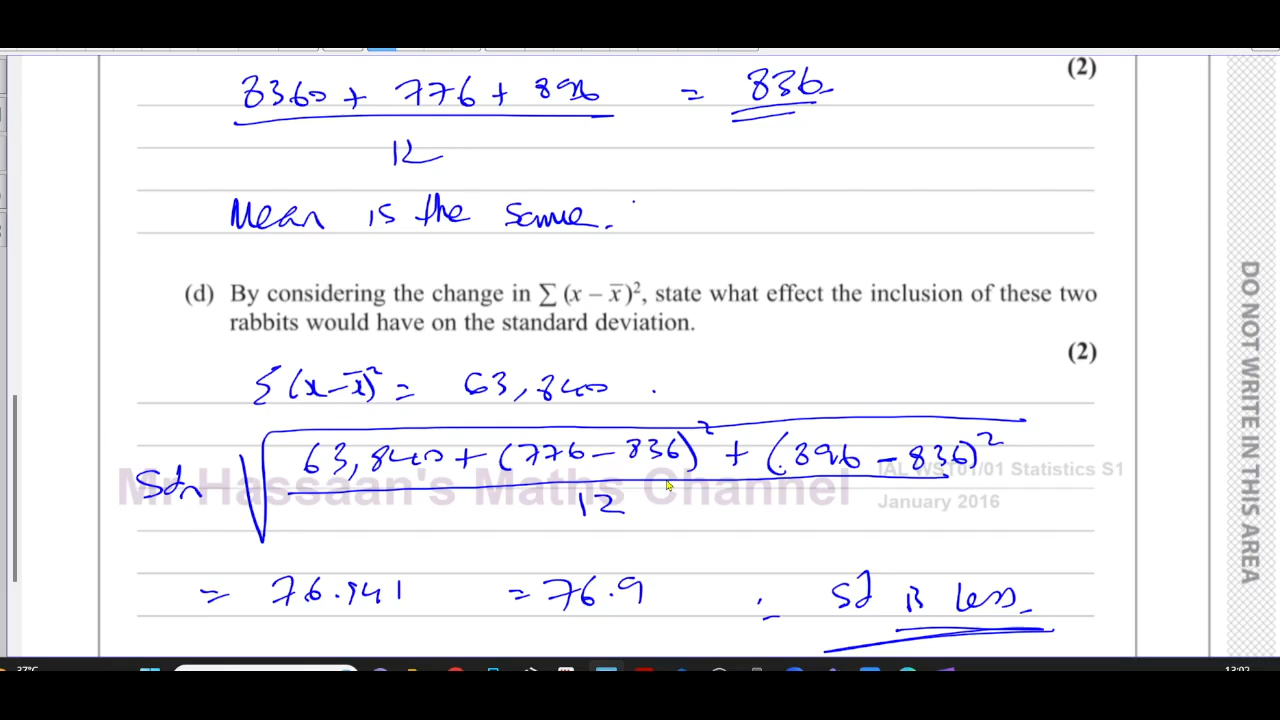 (2)
8360 + 776 + 896 = 836
12
Mean is the same.
(d) By considering the change in ∑ (x – x̄)², state what effect the inclusion of these two
rabbits would have on the standard deviation.
(2)
Σ(x-x̄)² = 63,840
Sdn √ 63,840 + (776 - 836)² + (896 - 836)²
12
Mr Hassaan's Maths Channel
IAL WST01/01 Statistics S1
January 2016
= 76.941 = 76.9 ∴ Sd is less.
DO NOT WRITE IN THIS AREA
37°C
13:02